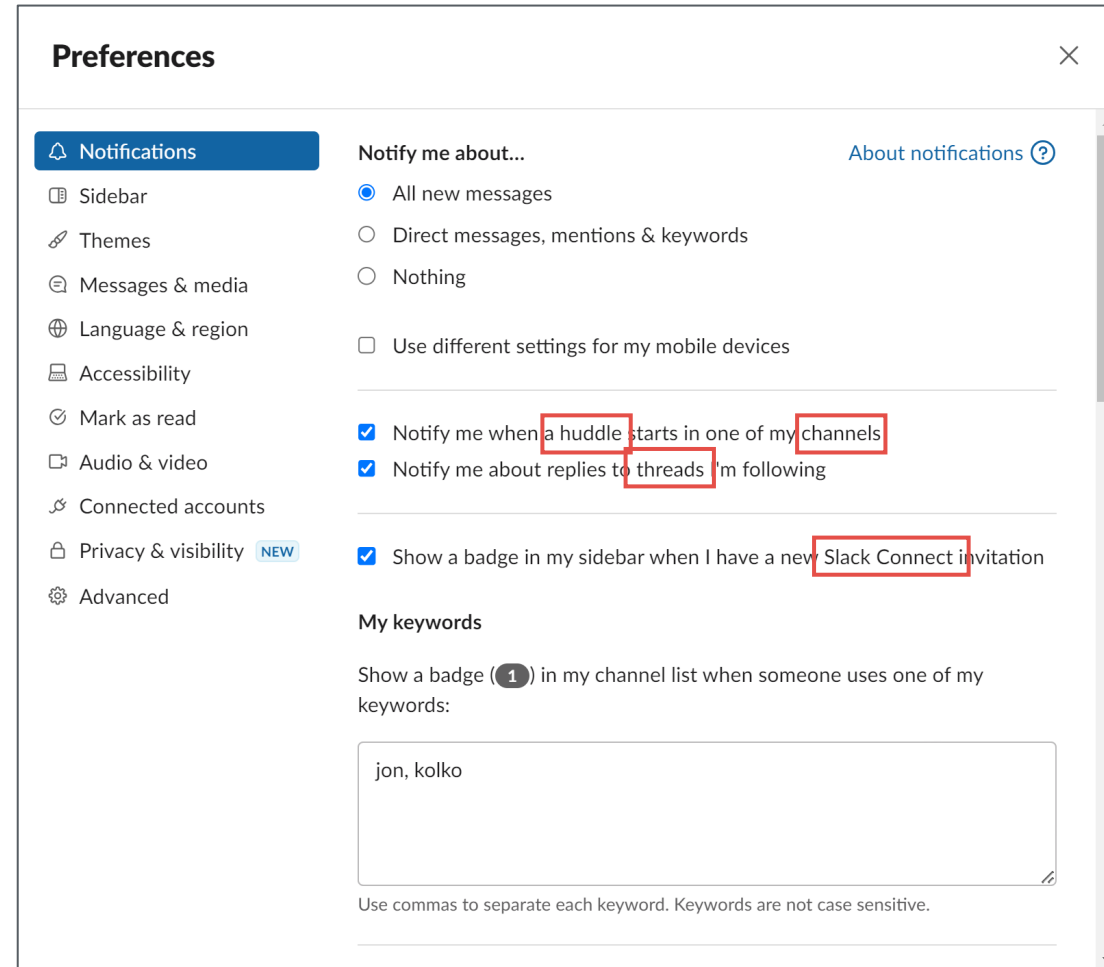 Preferences
Notifications
Sidebar
Themes
Messages & media
Language & region
Accessibility
Mark as read
Audio & video
Connected accounts
Privacy & visibility NEW
Advanced
Notify me about...
About notifications
All new messages
Direct messages, mentions & keywords
Nothing
Use different settings for my mobile devices
Notify me when a huddle starts in one of my channels
Notify me about replies to threads I'm following
Show a badge in my sidebar when I have a new Slack Connect invitation
My keywords
Show a badge (1) in my channel list when someone uses one of my
keywords:
jon, kolko
Use commas to separate each keyword. Keywords are not case sensitive.